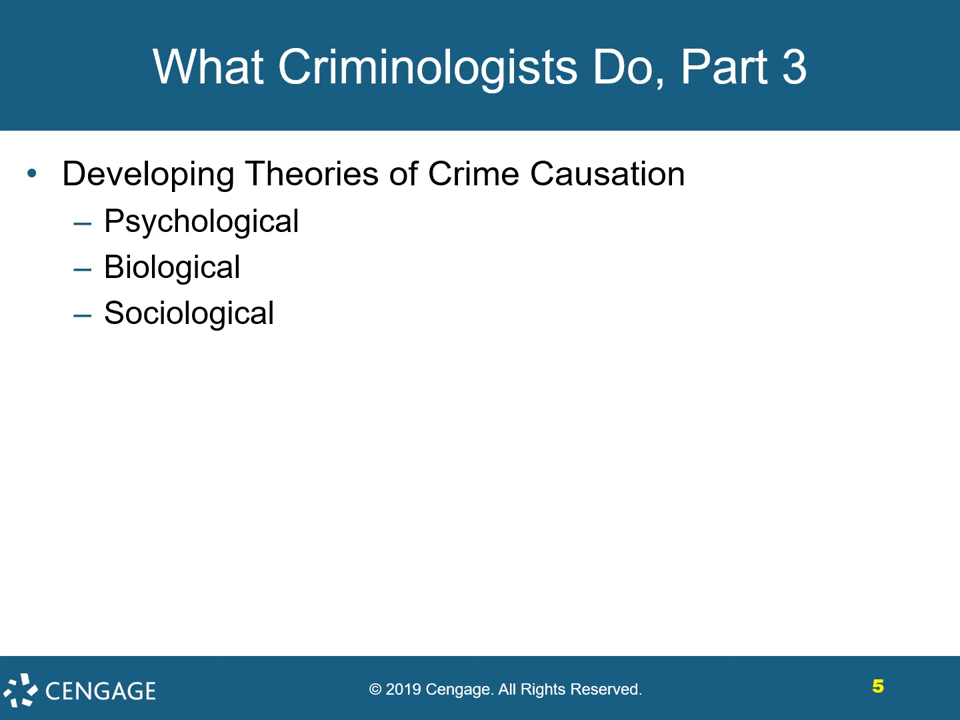 What Criminologists Do, Part 3
• Developing Theories of Crime Causation
– Psychological
– Biological
– Sociological
CENGAGE
© 2019 Cengage. All Rights Reserved.
5